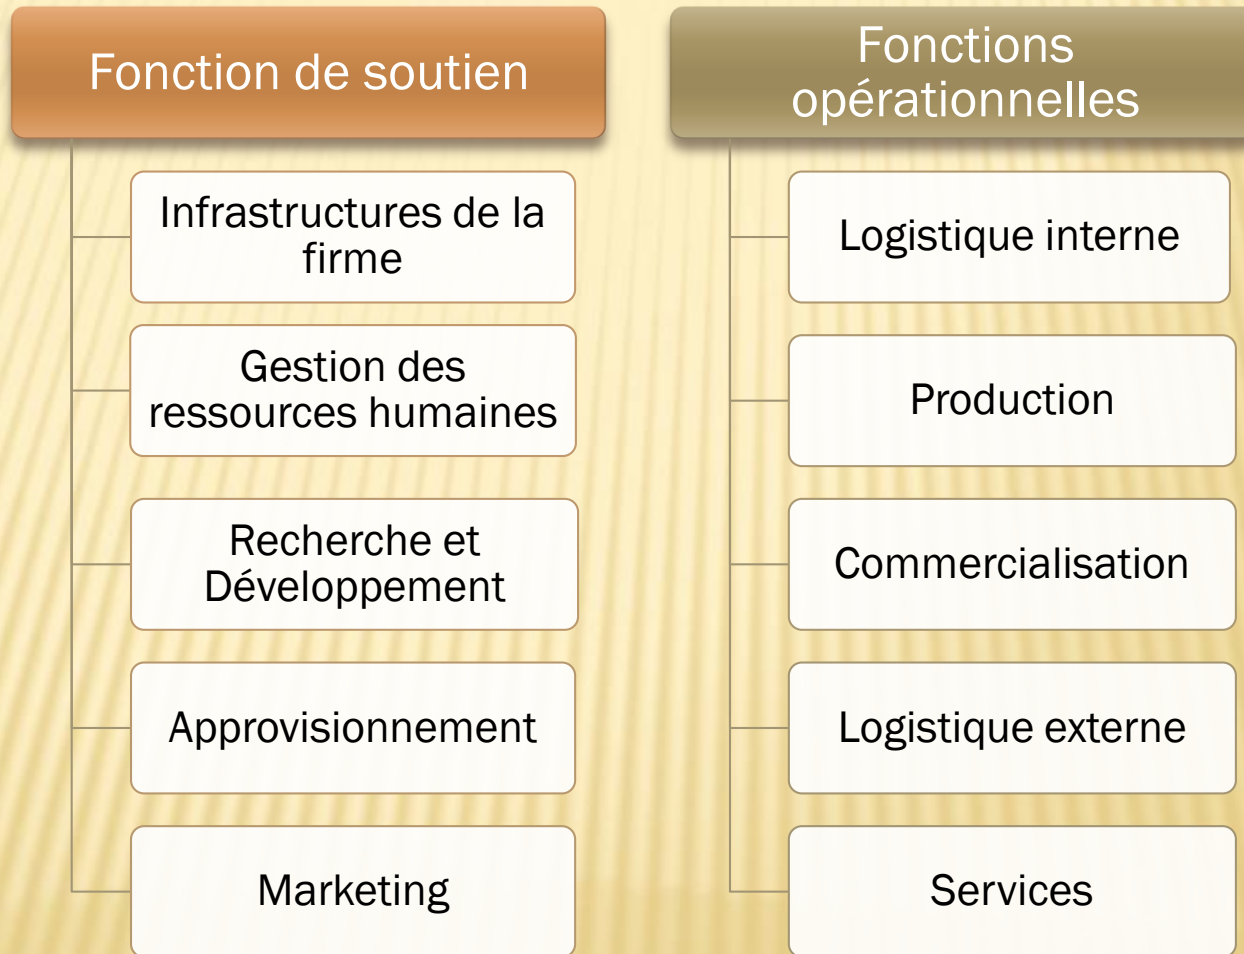 Fonction de soutien
Infrastructures de la
firme
Gestion des
ressources humaines
Recherche et
Développement
Approvisionnement
Marketing
Fonctions
opérationnelles
Logistique interne
Production
Commercialisation
Logistique externe
Services